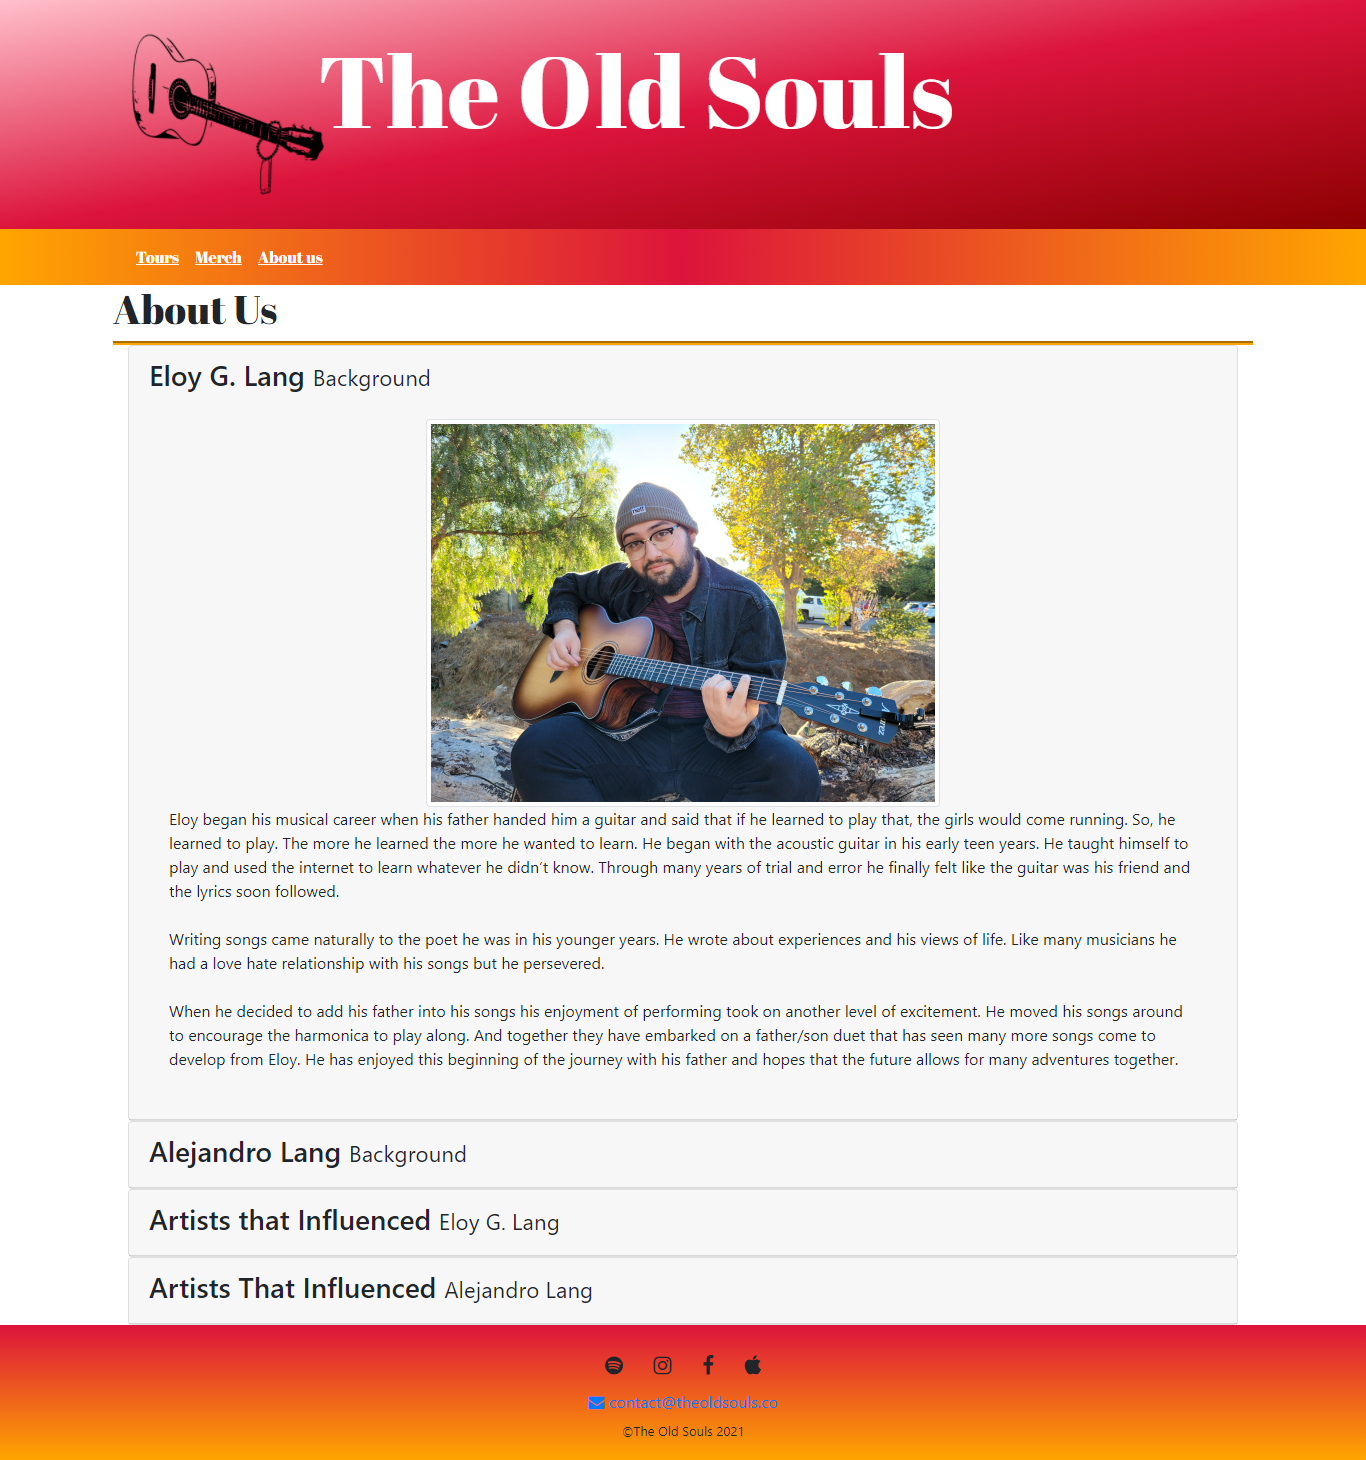 The Old Souls
Tours Merch About us
About Us
Eloy G. Lang Background
Eloy began his musical career when his father handed him a guitar and said that if he learned to play that, the girls would come running. So, he
learned to play. The more he learned the more he wanted to learn. He began with the acoustic guitar in his early teen years. He taught himself to
play and used the internet to learn whatever he didn't know. Through many years of trial and error he finally felt like the guitar was his friend and
the lyrics soon followed.
Writing songs came naturally to the poet he was in his younger years. He wrote about experiences and his views of life. Like many musicians he
had a love hate relationship with his songs but he persevered.
When he decided to add his father into his songs his enjoyment of performing took on another level of excitement. He moved his songs around
to encourage the harmonica to play along. And together they have embarked on a father/son duet that has seen many more songs come to
develop from Eloy. He has enjoyed this beginning of the journey with his father and hopes that the future allows for many adventures together.
Alejandro Lang Background
Artists that Influenced Eloy G. Lang
Artists That Influenced Alejandro Lang
contact@theoldsouls.co
©The Old Souls 2021